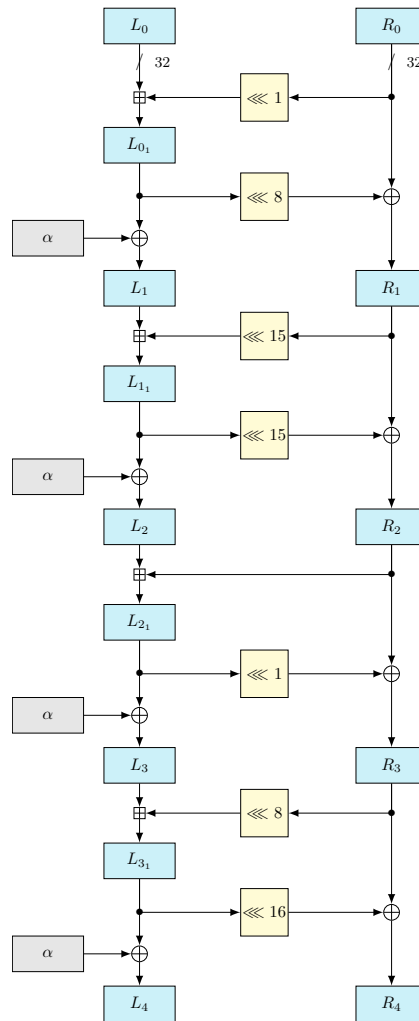 L₀ R₀
32 32
⋘ 1
L₀₁
⋘ 8
α
L₁ R₁
⋘ 15
L₁₁
⋘ 15
α
L₂ R₂
L₂₁
⋘ 1
α
L₃ R₃
⋘ 8
L₃₁
⋘ 16
α
L₄ R₄